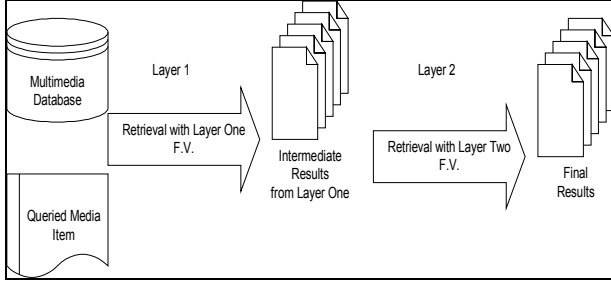 Multimedia
Database
Layer 1
Retrieval with Layer One
F.V.
Queried Media
Item
Intermediate
Results
from Layer One
Layer 2
Retrieval with Layer Two
F.V.
Final
Results